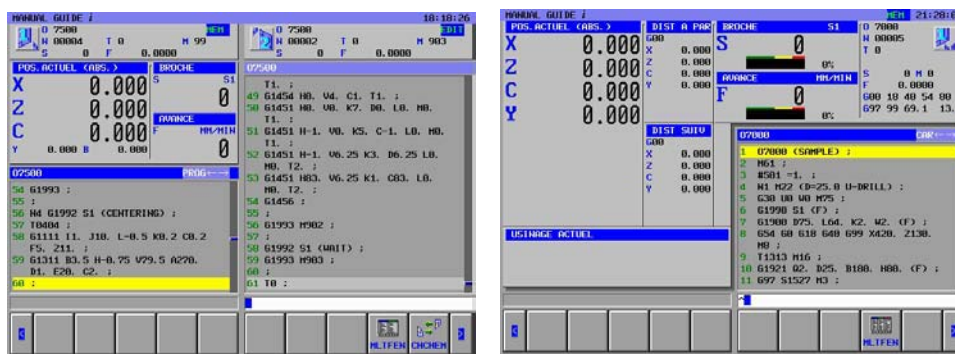 MANUAL GUIDE i 18:18:26
O 7500 MEM
N 00004 T 0 M 99
S 0 F 0.0000
POS.ACTUEL (ABS.) BROCHE
X 0.000 S S1
0
Z 0.000
AVANCE
C 0.000 F MM/MIN
Y 0.000 B 0.000 0
O7500 PROG
54 G1993 ;
55 ;
56 N4 G1992 S1 (CENTERING) ;
57 T0404 ;
58 G1111 I1. J10. L-0.5 K0.2 C0.2
F5. Z11. ;
59 G1311 B3.5 H-0.75 V79.5 A270.
D1. E20. C2. ;
60 ;
O 7500 EDIT
N 00002 T 0 M 903
S 0 F 0.0000
O7500
T1. ;
49 G1454 H0. V4. C1. T1. ;
50 G1451 H0. V0. K7. D0. L0. M0.
T1. ;
51 G1451 H-1. V0. K5. C-1. L0. M0.
T1. ;
52 G1451 H-1. V6.25 K3. D6.25 L0.
M0. T2. ;
53 G1451 H83. V6.25 K1. C83. L0.
M0. T2. ;
54 G1456 ;
55 ;
56 G1993 M902 ;
57 ;
58 G1992 S1 (WAIT) ;
59 G1993 M903 ;
60 ;
61 T0 ;
MLTFEN CHCHEM
MANUAL GUIDE i MEM 21:28:0
POS.ACTUEL (ABS.) DIST A PAR BROCHE S1
X 0.000
Z 0.000
C 0.000
Y 0.000
G00
X 0.000
Z 0.000
C 0.000
Y 0.000
S 0
0%
AVANCE MM/MIN
F 0
0%
O 7000
N 00005
T 0
S 0 M 0
F 0.0000
G00 18 40 54 80
G97 99 69.1 13.
DIST SUIV
G00
X 0.000
Z 0.000
C 0.000
Y 0.000
USINAGE ACTUEL
O7000 CAR
1 O7000 (SAMPLE) ;
2 M61 ;
3 #501 =1. ;
4 N1 M22 (D=25.0 U-DRILL) ;
5 G30 U0 W0 M75 ;
6 G1998 S1 (F) ;
7 G1900 D75. L64. K2. W2. (F) ;
8 G54 G0 G18 G40 G99 X420. Z130.
M8 ;
9 T1313 M16 ;
10 G1921 Q2. D25. B100. H80. (F) ;
11 G97 S1527 M3 ;
MLTFEN